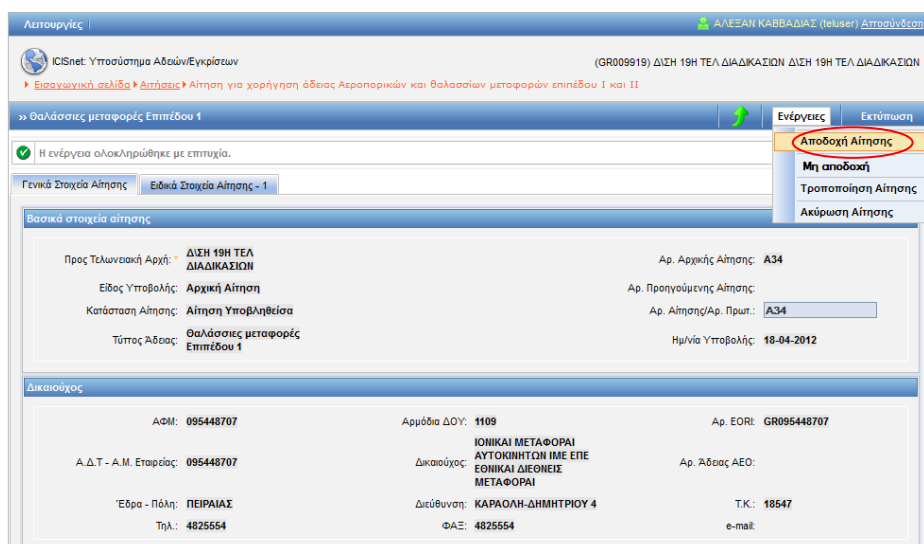 Λειτουργίες
ΑΛΕΞΑΝ ΚΑΒΒΑΔΙΑΣ (teluser) Αποσύνδεση
ICISnet: Υποσύστημα Αδειών/Εγκρίσεων
(GR009919) Δ\ΣΗ 19Η ΤΕΛ ΔΙΑΔΙΚΑΣΙΩΝ Δ\ΣΗ 19Η ΤΕΛ ΔΙΑΔΙΚΑΣΙΩΝ
Εισαγωγική σελίδα Αιτήσεις Αίτηση για χορήγηση άδειας Αεροπορικών και θαλασσίων μεταφορών επιπέδου Ι και ΙΙ
›› Θαλάσσιες μεταφορές Επιπέδου 1
Ενέργειες
Εκτύπωση
Αποδοχή Αίτησης
Μη αποδοχή
Τροποποίηση Αίτησης
Ακύρωση Αίτησης
Η ενέργεια ολοκληρώθηκε με επιτυχία.
Γενικά Στοιχεία Αίτησης
Ειδικά Στοιχεία Αίτησης - 1
Βασικά στοιχεία αίτησης
Προς Τελωνειακή Αρχή: * Δ\ΣΗ 19Η ΤΕΛ
ΔΙΑΔΙΚΑΣΙΩΝ
Αρ. Αρχικής Αίτησης: A34
Είδος Υποβολής: Αρχική Αίτηση
Αρ. Προηγούμενης Αίτησης:
Κατάσταση Αίτησης: Αίτηση Υποβληθείσα
Αρ. Αίτησης/Αρ. Πρωτ.: A34
Τύπος Άδειας: Θαλάσσιες μεταφορές
Επιπέδου 1
Ημ/νία Υποβολής: 18-04-2012
Δικαιούχος
ΑΦΜ: 095448707
Αρμόδια ΔΟΥ: 1109
Αρ. EORI: GR095448707
Α.Δ.Τ - Α.Μ. Εταιρείας: 095448707
Δικαιούχος: ΙΟΝΙΚΑΙ ΜΕΤΑΦΟΡΑΙ
ΑΥΤΟΚΙΝΗΤΩΝ ΙΜΕ ΕΠΕ
ΕΘΝΙΚΑΙ ΔΙΕΘΝΕΙΣ
ΜΕΤΑΦΟΡΑΙ
Αρ. Άδειας ΑΕΟ:
Έδρα - Πόλη: ΠΕΙΡΑΙΑΣ
Διεύθυνση: ΚΑΡΑΟΛΗ-ΔΗΜΗΤΡΙΟΥ 4
Τ.Κ.: 18547
Τηλ.: 4825554
ΦΑΞ: 4825554
e-mail: